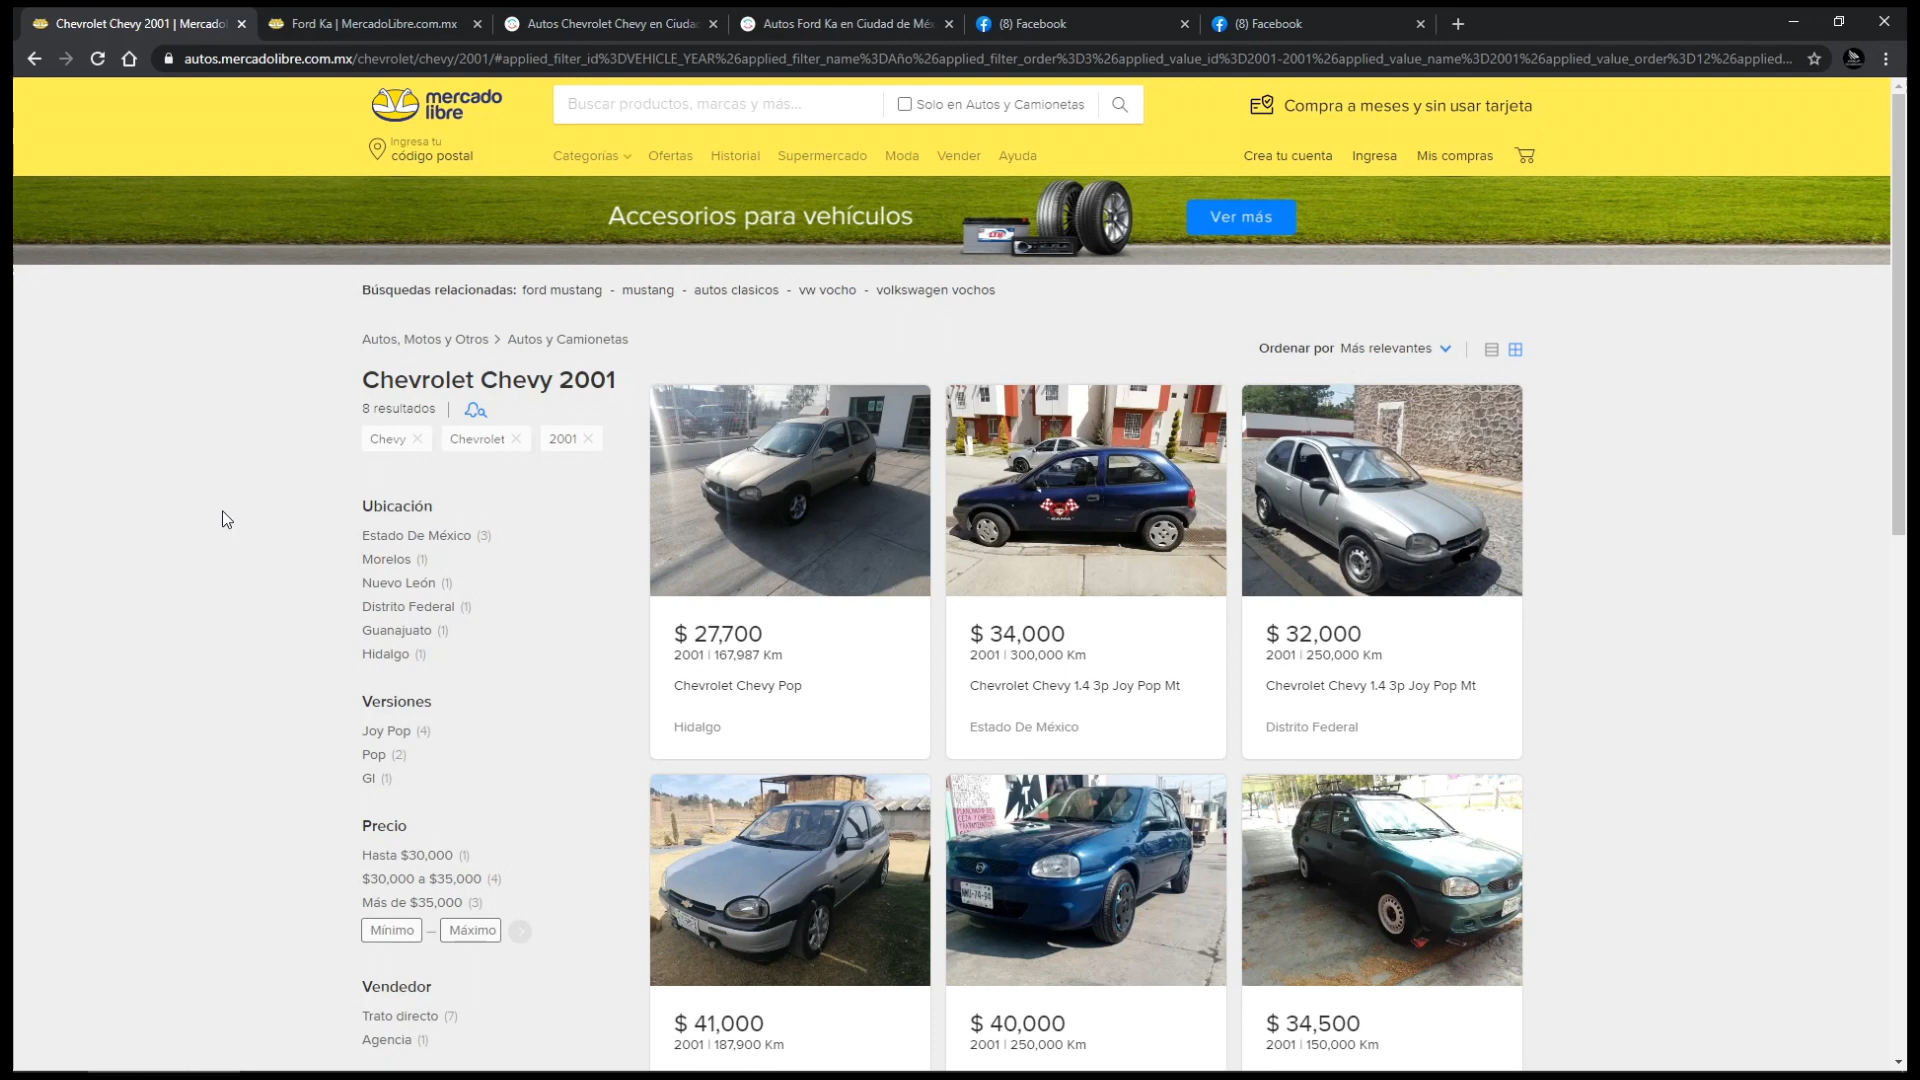 Chevrolet Chevy 2001 | Mercado
Ford Ka | MercadoLibre.com.mx
Autos Chevrolet Chevy en Ciuda
Autos Ford Ka en Ciudad de Méx
(8) Facebook
(8) Facebook
autos.mercadolibre.com.mx/chevrolet/chevy/2001/#applied_filter_id%3DVEHICLE_YEAR%26applied_filter_name%3DAño%26applied_filter_order%3D3%26applied_value_id%3D2001-2001%26applied_value_name%3D2001%26applied_value_order%3D12%26applied...
mercado
libre
Buscar productos, marcas y más...
Solo en Autos y Camionetas
Compra a meses y sin usar tarjeta
Ingresa tu
código postal
Categorías
Ofertas
Historial
Supermercado
Moda
Vender
Ayuda
Crea tu cuenta
Ingresa
Mis compras
Accesorios para vehículos
LTH
Ver más
Búsquedas relacionadas: ford mustang - mustang - autos clasicos - vw vocho - volkswagen vochos
Autos, Motos y Otros > Autos y Camionetas
Ordenar por Más relevantes
Chevrolet Chevy 2001
8 resultados
Chevy
Chevrolet
2001
Ubicación
Estado De México (3)
Morelos (1)
Nuevo León (1)
Distrito Federal (1)
Guanajuato (1)
Hidalgo (1)
Versiones
Joy Pop (4)
Pop (2)
Gl (1)
Precio
Hasta $30,000 (1)
$30,000 a $35,000 (4)
Más de $35,000 (3)
Mínimo — Máximo
Vendedor
Trato directo (7)
Agencia (1)
$ 27,700
2001 | 167,987 Km
Chevrolet Chevy Pop
Hidalgo
$ 34,000
2001 | 300,000 Km
Chevrolet Chevy 1.4 3p Joy Pop Mt
Estado De México
$ 32,000
2001 | 250,000 Km
Chevrolet Chevy 1.4 3p Joy Pop Mt
Distrito Federal
$ 41,000
2001 | 187,900 Km
$ 40,000
2001 | 250,000 Km
$ 34,500
2001 | 150,000 Km